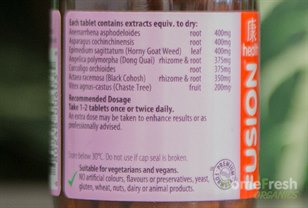 Each tablet contains extracts equiv. to dry:
Anemarrhena asphodeloides root 400mg
Asparagus cochinchinensis root 400mg
Epimedium sagittatum (Horny Goat Weed) leaf 400mg
Angelica polymorpha (Dong Quai) rhizome & root 375mg
Curculigo orchioides root 375mg
Actaea racemosa (Black Cohosh) rhizome & root 350mg
Vitex agnus-castus (Chaste Tree) fruit 200mg
Recommended Dosage
Take 1-2 tablets once or twice daily.
An extra dose may be taken to enhance results or as
professionally advised.
Store below 30°C. Do not use if cap seal is broken.
Suitable for vegetarians and vegans.
NO artificial colours, flavours or preservatives, yeast,
gluten, wheat, nuts, dairy or animal products.
康
health
FUSION
HomeFresh
ORGANICS